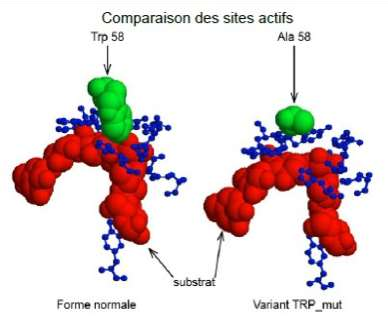 Comparaison des sites actifs
Trp 58
Ala 58
substrat
Forme normale
Variant TRP_mut